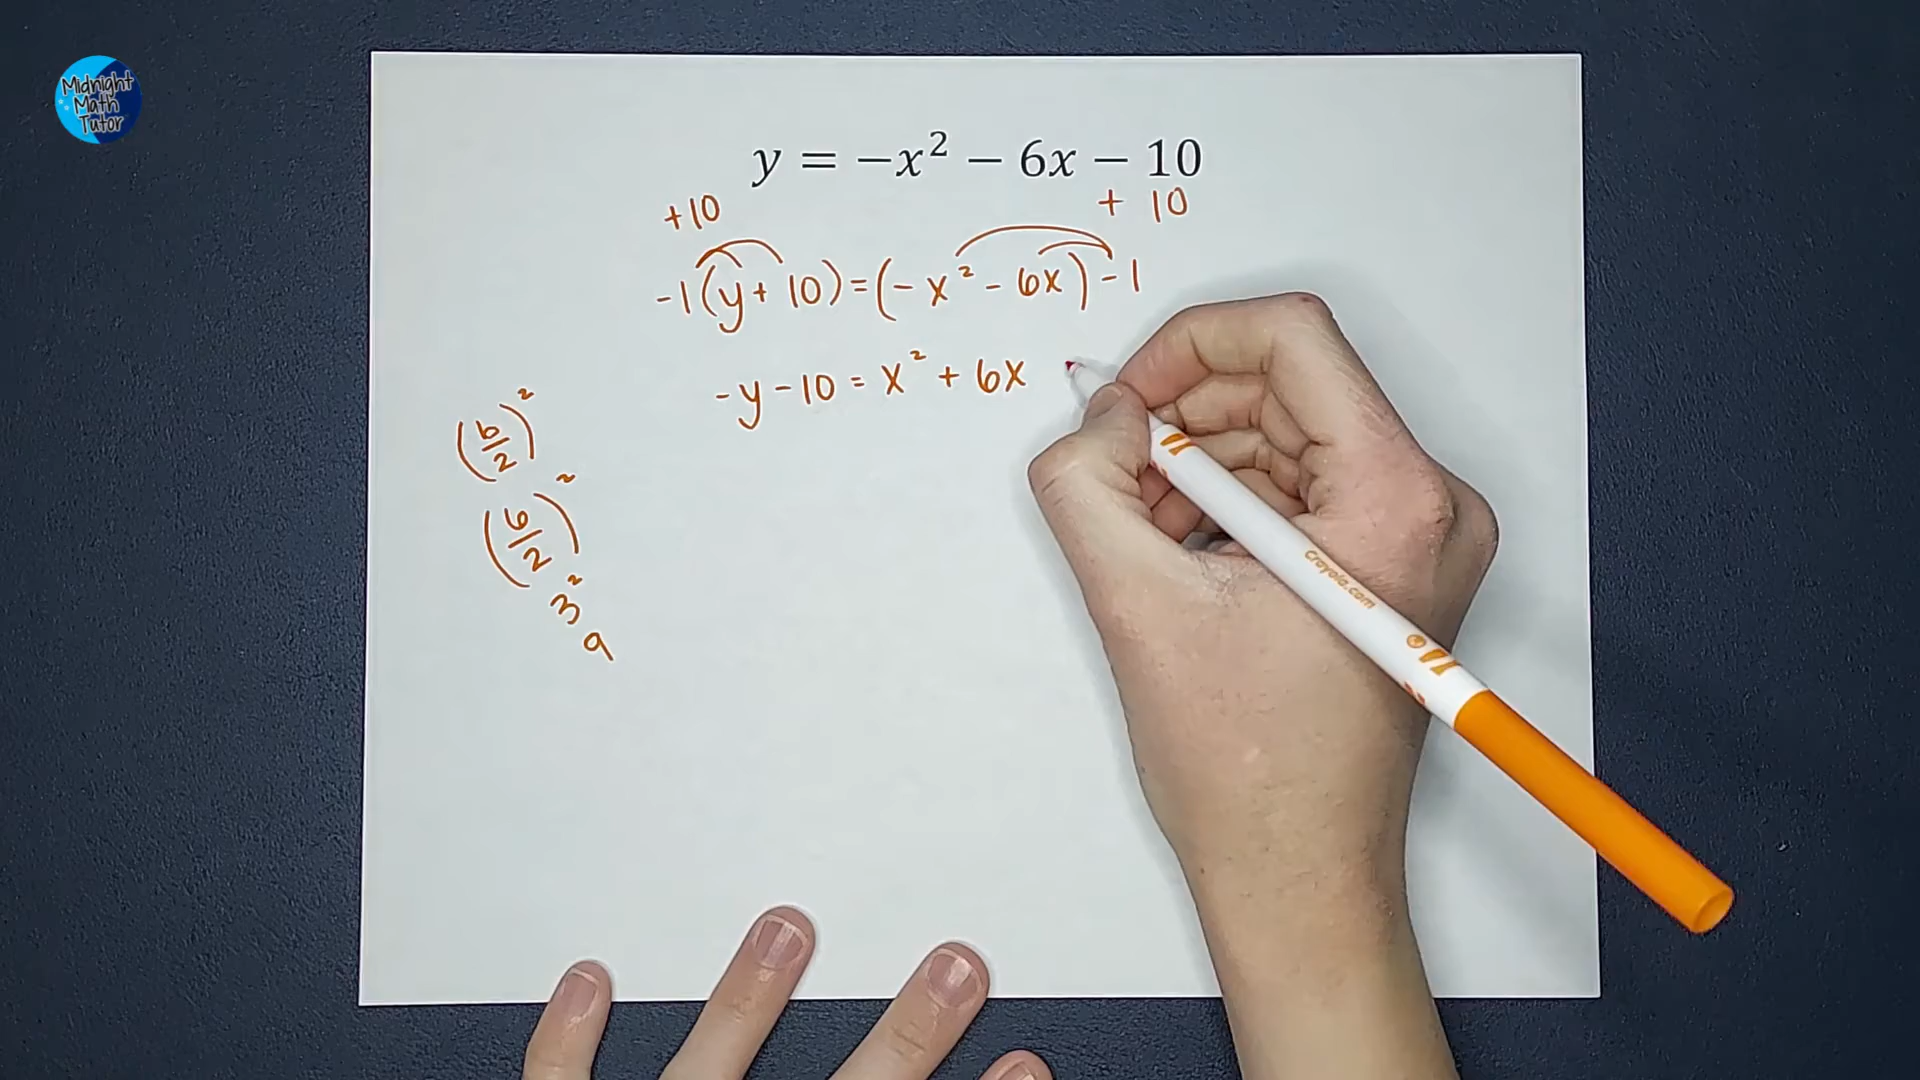 Midnight
Math
Tutor
y = −x² − 6x − 10
+10 + 10
-1(y+10)=(-x²-6x)-1
-y-10=x²+6x
(b/2)²
(6/2)²
3²
9
Crayola.com